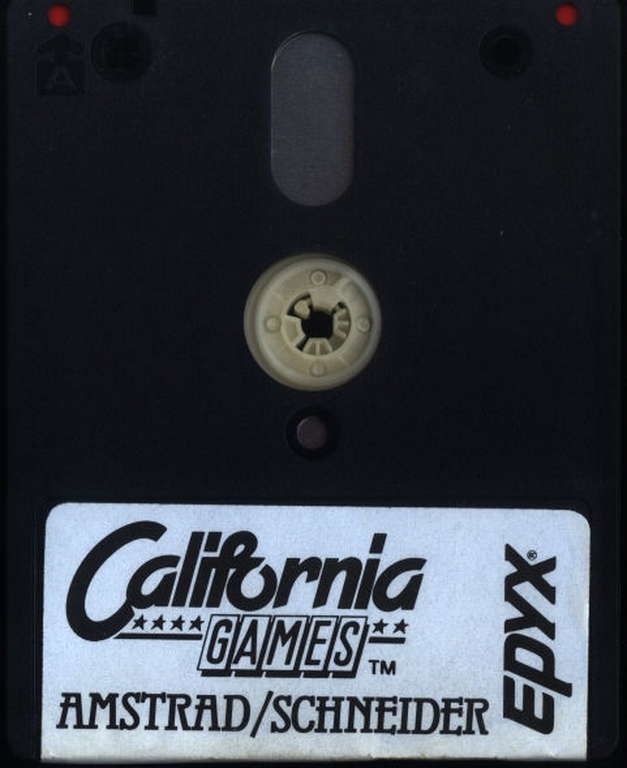 A
California
GAMES TM
AMSTRAD/SCHNEIDER
EPYX®